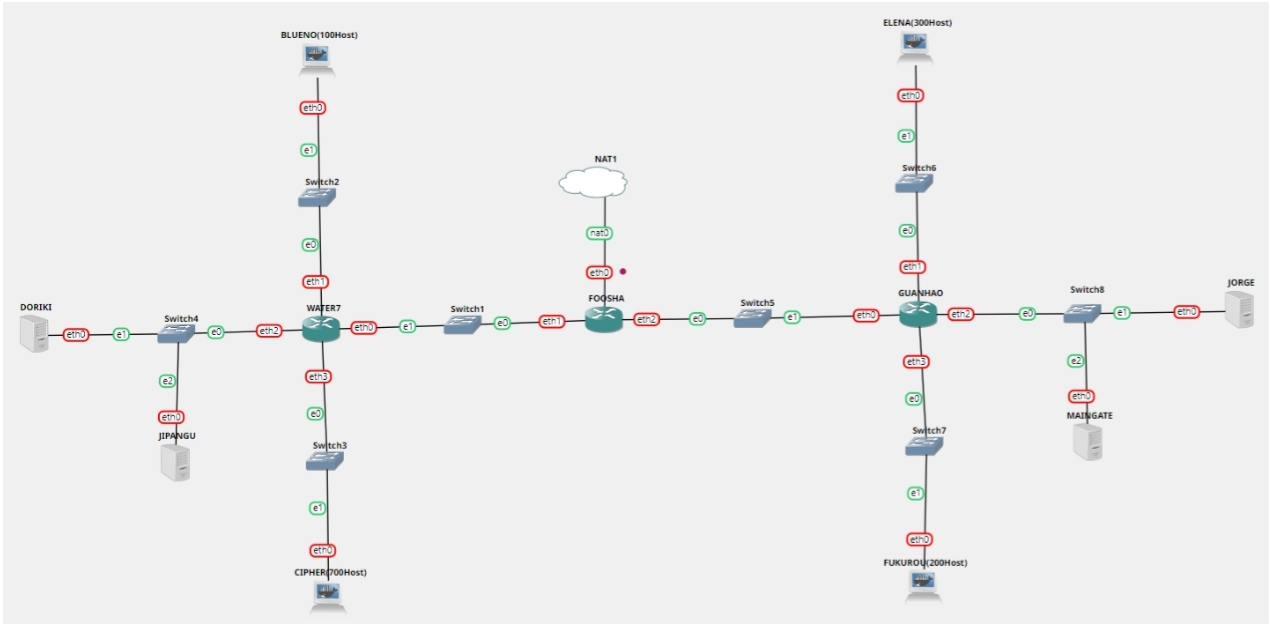 ELENA(300Host)
BLUENO(100Host)
eth0
eth0
e1
e1
NAT1
Switch6
Switch2
nat0
e0
e0
eth0
eth1
eth1
JORGE
Switch8
GUANHAO
FOOSHA
DORIKI
WATER7
Switch1
Switch5
Switch4
eth0
e1
e0
eth2
eth0
e1
e0
eth1
eth2
e0
e1
eth0
eth2
e0
e1
eth0
e2
eth3
eth3
e2
eth0
e0
e0
eth0
JIPANGU
MAINGATE
Switch3
Switch7
e1
e1
eth0
eth0
CIPHER(700Host)
FUKUROU(200Host)